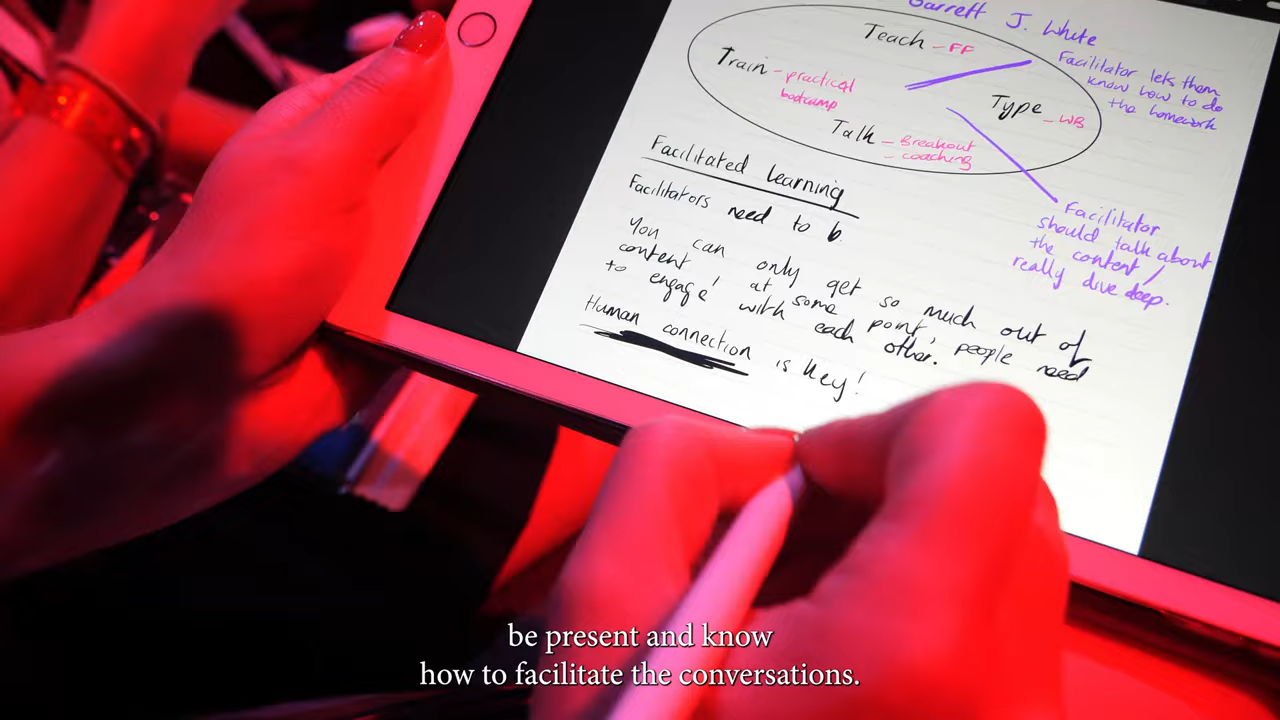 Garrett J. White
Teach - FF
Facilitator lets them
know how to do
the homework
Train - practical
bodcamp
Type - WB
Talk - Breakout
- coaching
Facilitated learning
Facilitators need to b
Facilitator
should talk about
the content /
really dive deep.
You can only get so much out of
content! at some point, people need
to engage with each other.
Human connection is key!
be present and know
how to facilitate the conversations.